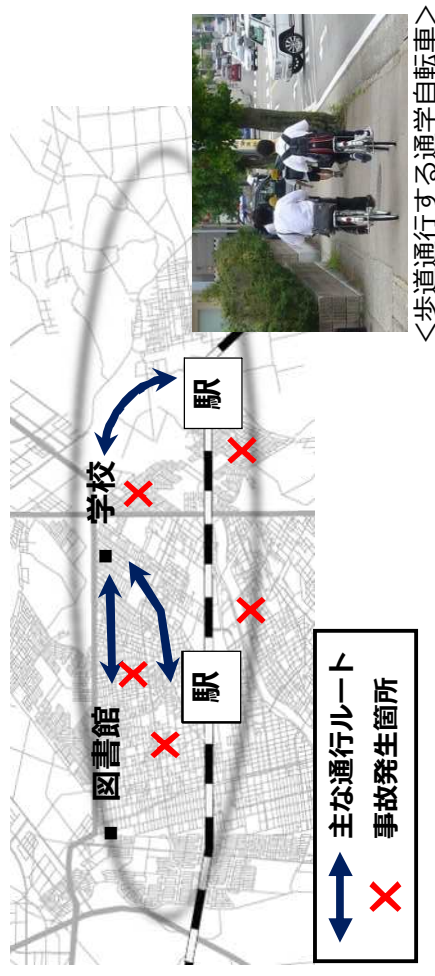 図書館
学校
駅
駅
主な通行ルート
事故発生箇所
<歩道通行する通学自転車>